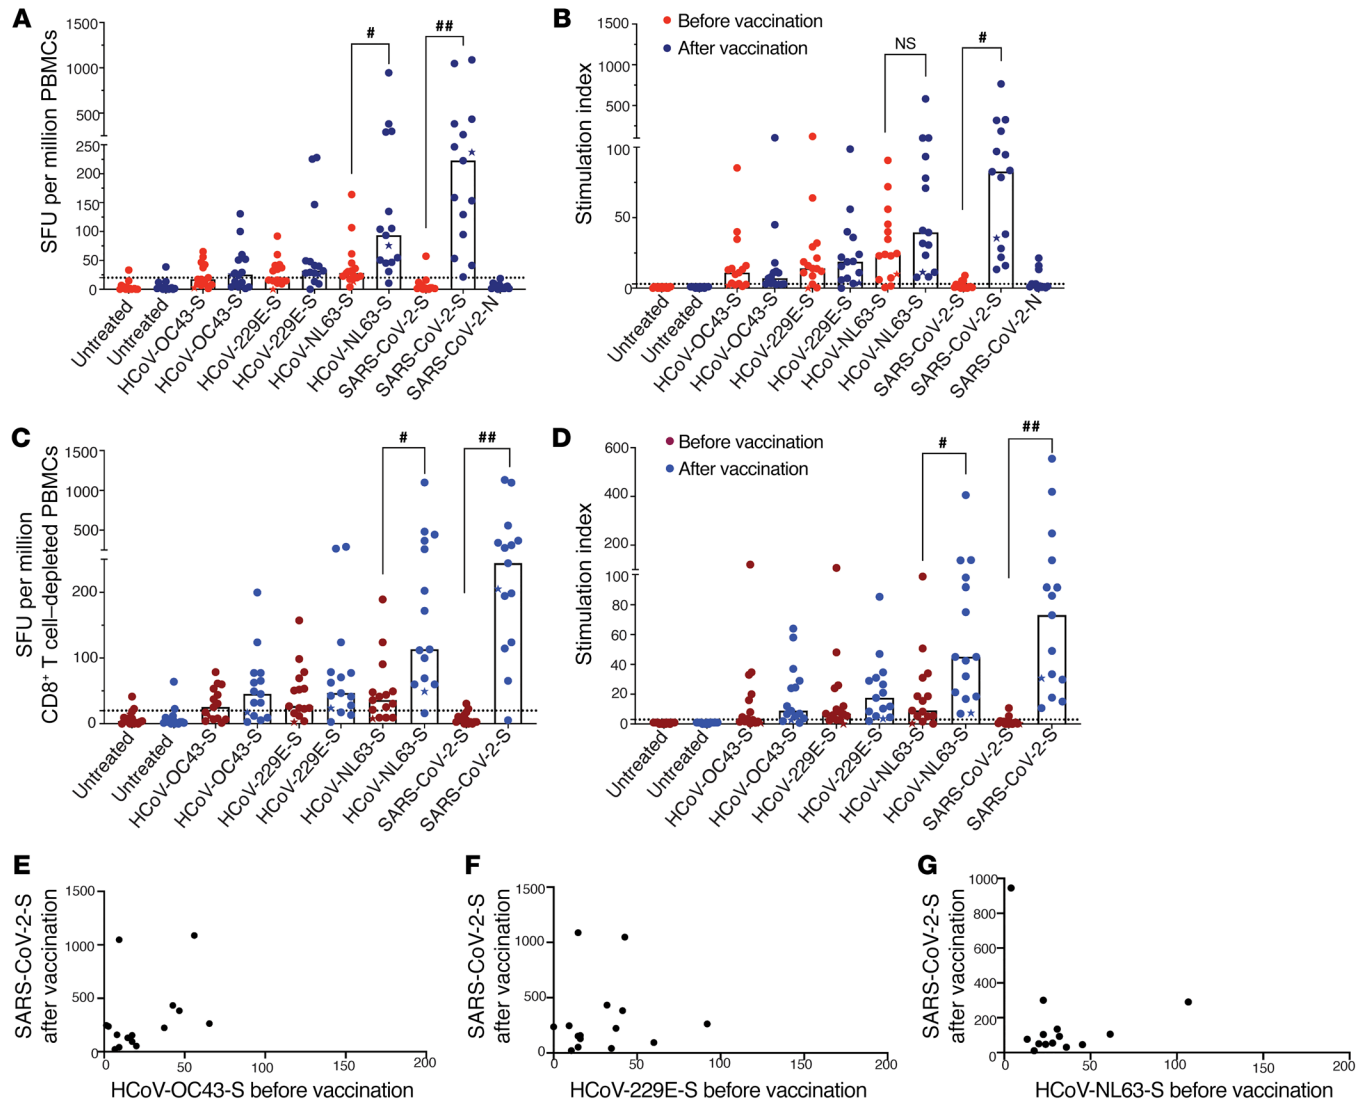 A
SFU per million PBMCs
1500
1000
500
250
200
150
100
50
0
#
##
Untreated
Untreated
HCoV-OC43-S
HCoV-OC43-S
HCoV-229E-S
HCoV-229E-S
HCoV-NL63-S
HCoV-NL63-S
SARS-CoV-2-S
SARS-CoV-2-S
SARS-CoV-2-N
B
Before vaccination
After vaccination
Stimulation index
1500
1000
500
100
50
0
NS
#
Untreated
Untreated
HCoV-OC43-S
HCoV-OC43-S
HCoV-229E-S
HCoV-229E-S
HCoV-NL63-S
HCoV-NL63-S
SARS-CoV-2-S
SARS-CoV-2-S
SARS-CoV-2-N
C
SFU per million
CD8⁺ T cell–depleted PBMCs
1500
1000
500
200
100
0
#
##
Untreated
Untreated
HCoV-OC43-S
HCoV-OC43-S
HCoV-229E-S
HCoV-229E-S
HCoV-NL63-S
HCoV-NL63-S
SARS-CoV-2-S
SARS-CoV-2-S
D
Before vaccination
After vaccination
Stimulation index
600
400
200
100
80
60
40
20
0
#
##
Untreated
Untreated
HCoV-OC43-S
HCoV-OC43-S
HCoV-229E-S
HCoV-229E-S
HCoV-NL63-S
HCoV-NL63-S
SARS-CoV-2-S
SARS-CoV-2-S
E
SARS-CoV-2-S
after vaccination
1500
1000
500
0
0 50 100 150 200
HCoV-OC43-S before vaccination
F
SARS-CoV-2-S
after vaccination
1500
1000
500
0
0 50 100 150 200
HCoV-229E-S before vaccination
G
SARS-CoV-2-S
after vaccination
1000
800
600
400
200
0
0 50 100 150 200
HCoV-NL63-S before vaccination